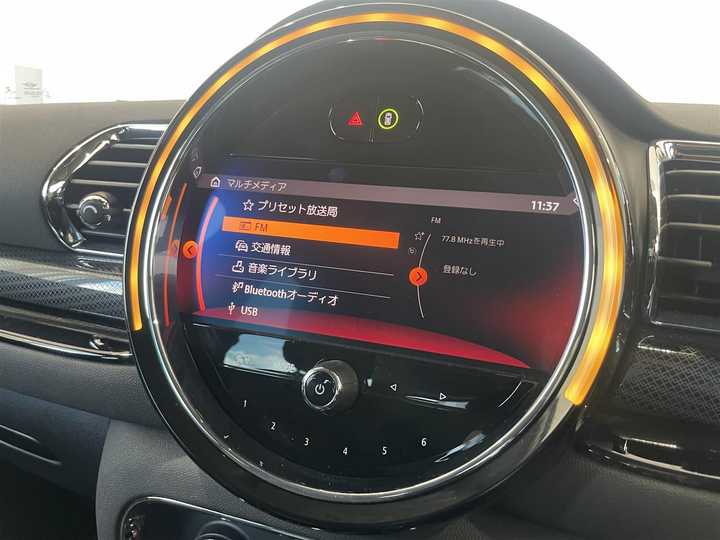 マルチメディア
11:37
☆ プリセット放送局
FM
交通情報
音楽ライブラリ
Bluetoothオーディオ
USB
FM
77.8 MHzを再生中
登録なし
1 2 3 4 5 6